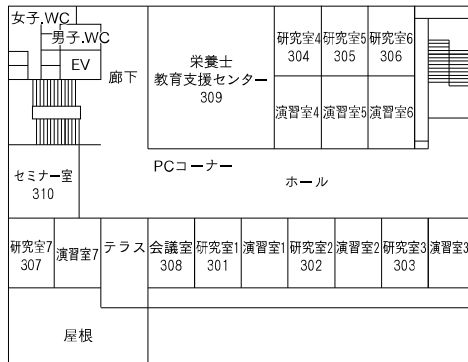 女子.WC
男子.WC
EV
廊下
栄養士
教育支援センター
309
研究室4
304
研究室5
305
研究室6
306
演習室4
演習室5
演習室6
PCコーナー
ホール
セミナー室
310
研究室7
307
演習室7
テラス
会議室
308
研究室1
301
演習室1
研究室2
302
演習室2
研究室3
303
演習室3
屋根